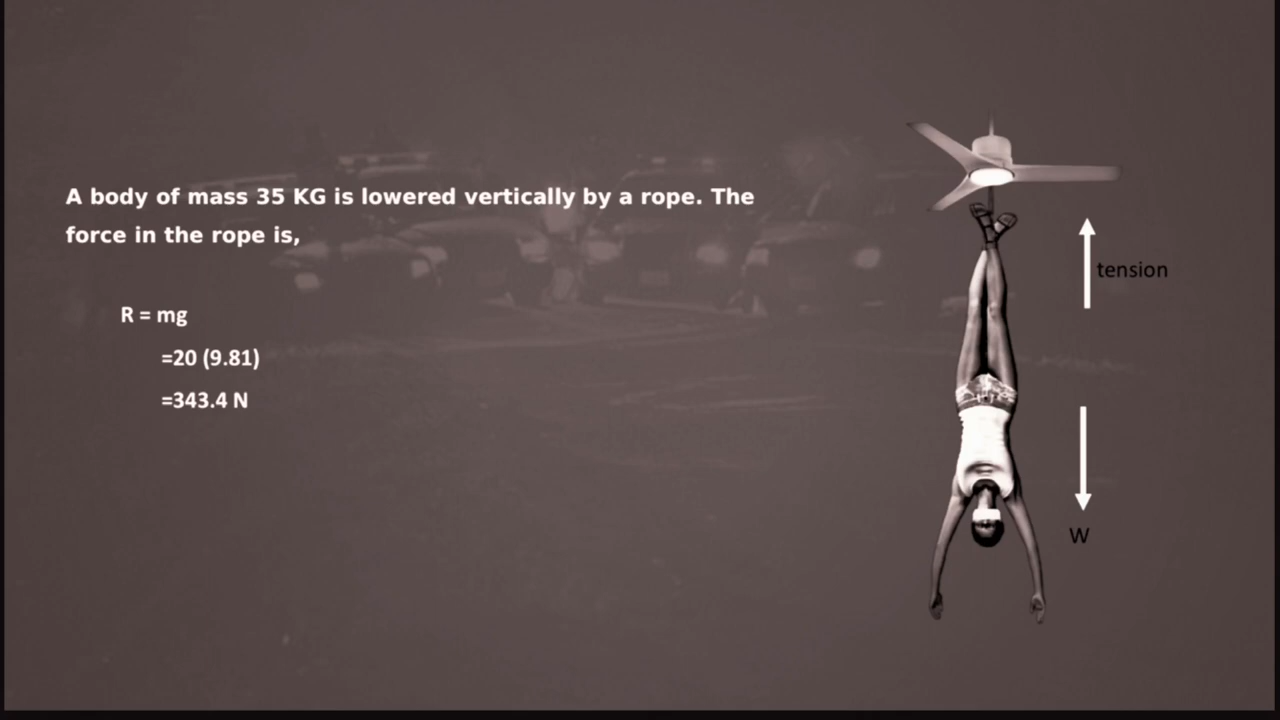 A body of mass 35 KG is lowered vertically by a rope. The
force in the rope is,
R = mg
=20 (9.81)
=343.4 N
tension
W